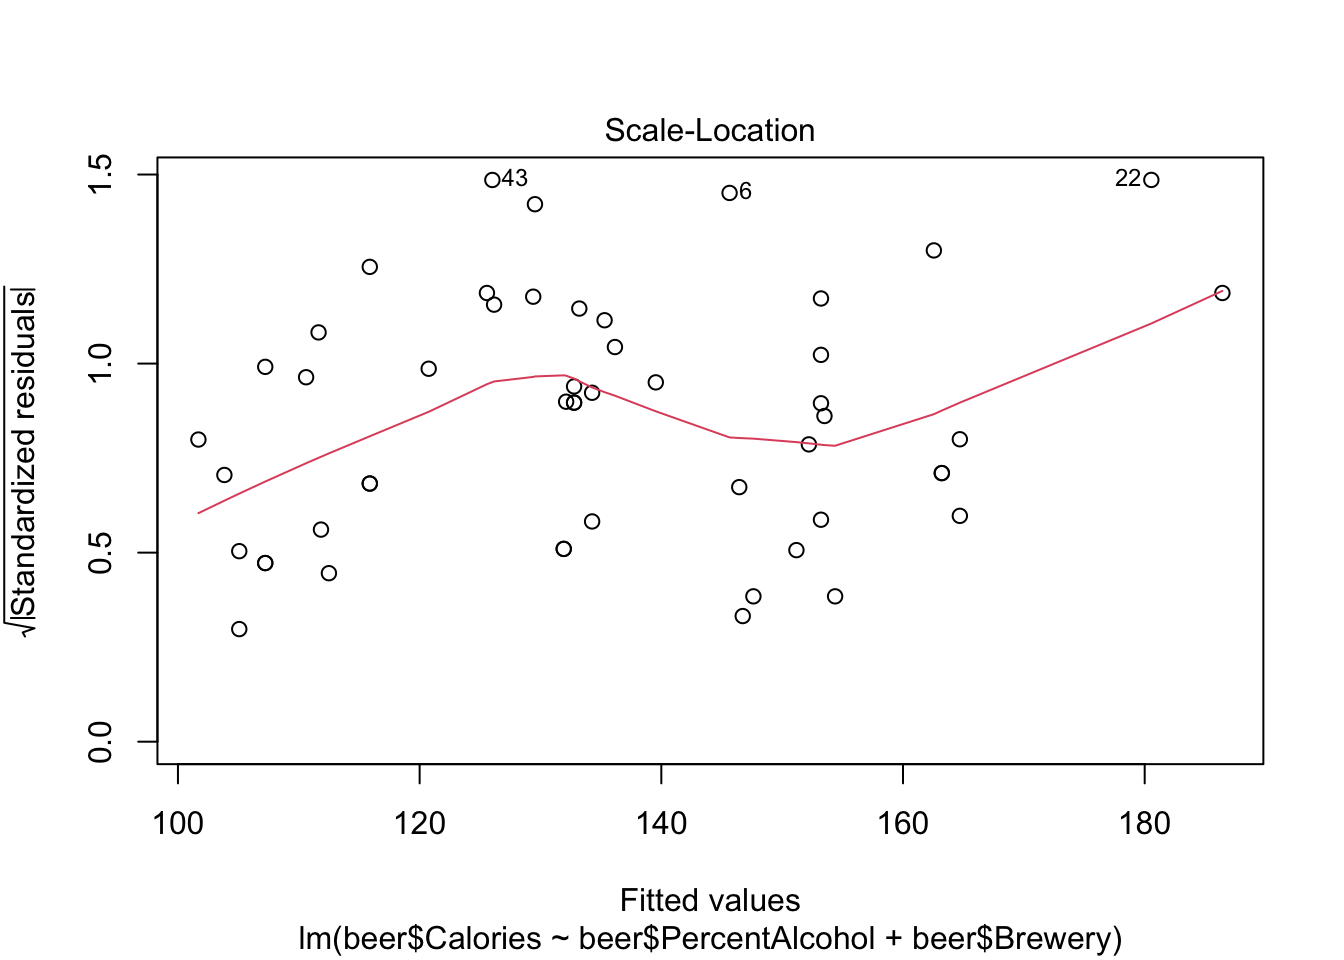 Scale-Location
1.5
1.0
0.5
0.0
√|Standardized residuals|
43
6
22
100 120 140 160 180
Fitted values
lm(beer$Calories ~ beer$PercentAlcohol + beer$Brewery)